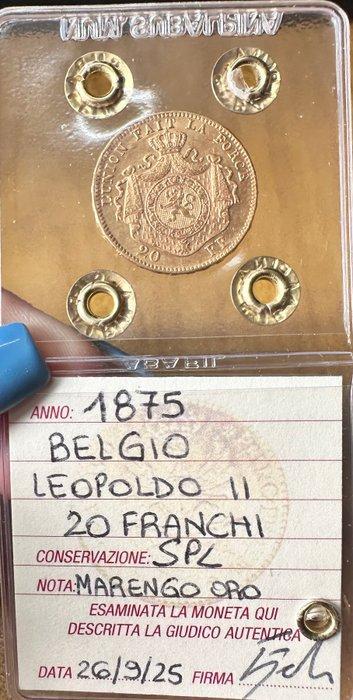 L'UNION FAIT LA FORCE
20 FR.
ANNO: 1875
BELGIO
LEOPOLDO II
20 FRANCHI
CONSERVAZIONE: SPL
NOTA: MARENGO ORO
ESAMINATA LA MONETA QUI
DESCRITTA LA GIUDICO AUTENTICA
DATA 26/9/25 FIRMA